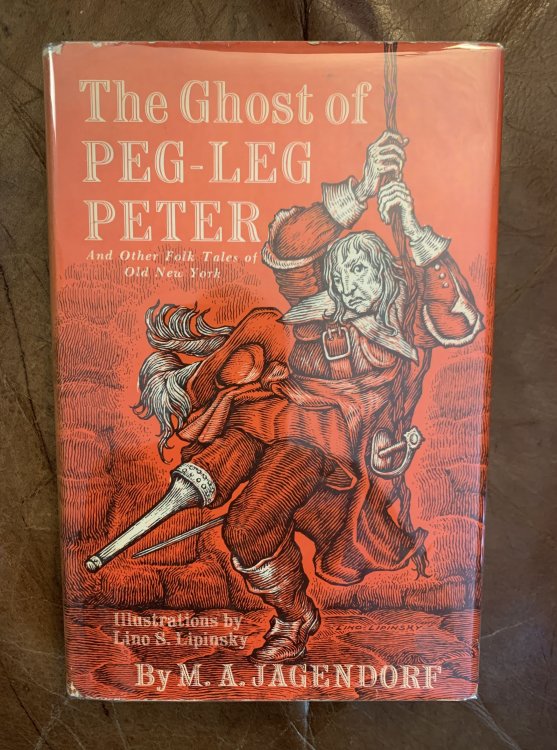 The Ghost of
PEG-LEG
PETER
And Other Folk Tales of
Old New York
LINO LIPINSKY
Illustrations by
Lino S. Lipinsky
By M. A. JAGENDORF